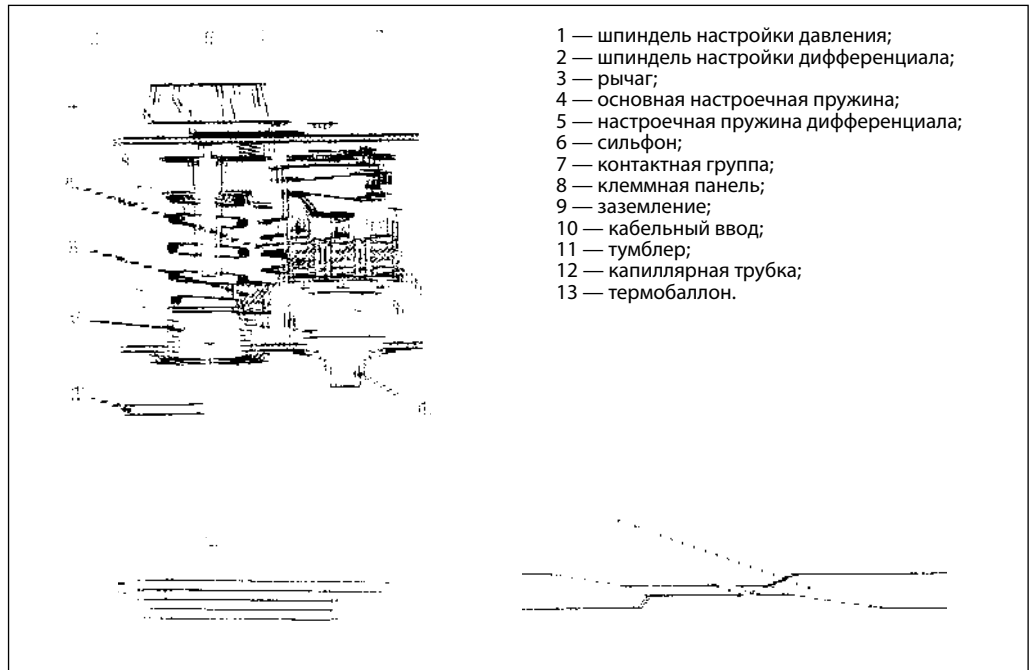 1 — шпиндель настройки давления;
2 — шпиндель настройки дифференциала;
3 — рычаг;
4 — основная настроечная пружина;
5 — настроечная пружина дифференциала;
6 — сильфон;
7 — контактная группа;
8 — клеммная панель;
9 — заземление;
10 — кабельный ввод;
11 — тумблер;
12 — капиллярная трубка;
13 — термобаллон.